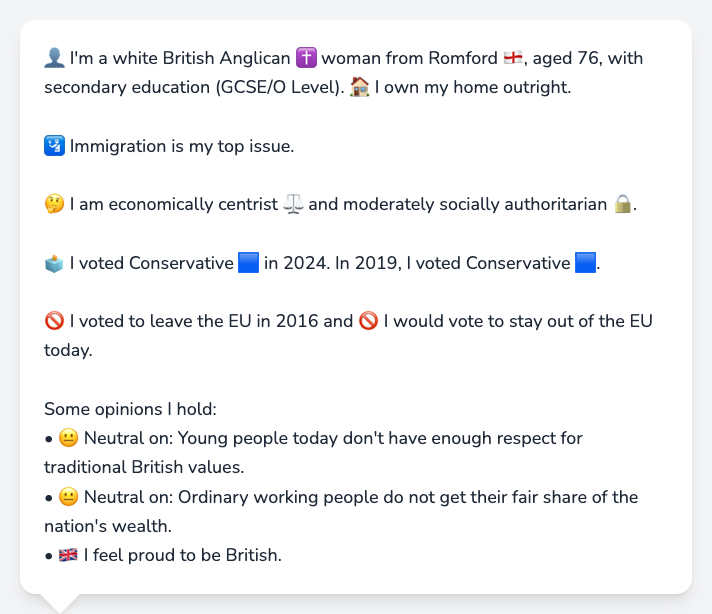 👤 I'm a white British Anglican ✝️ woman from Romford 🏴󠁧󠁢󠁥󠁮󠁧󠁿, aged 76, with
secondary education (GCSE/O Level). 🏠 I own my home outright.
🛂 Immigration is my top issue.
🤔 I am economically centrist ⚖️ and moderately socially authoritarian 🔒.
🗳️ I voted Conservative 🟦 in 2024. In 2019, I voted Conservative 🟦.
🚫 I voted to leave the EU in 2016 and 🚫 I would vote to stay out of the EU
today.
Some opinions I hold:
• 😐 Neutral on: Young people today don't have enough respect for
traditional British values.
• 😐 Neutral on: Ordinary working people do not get their fair share of the
nation's wealth.
• 🇬🇧 I feel proud to be British.